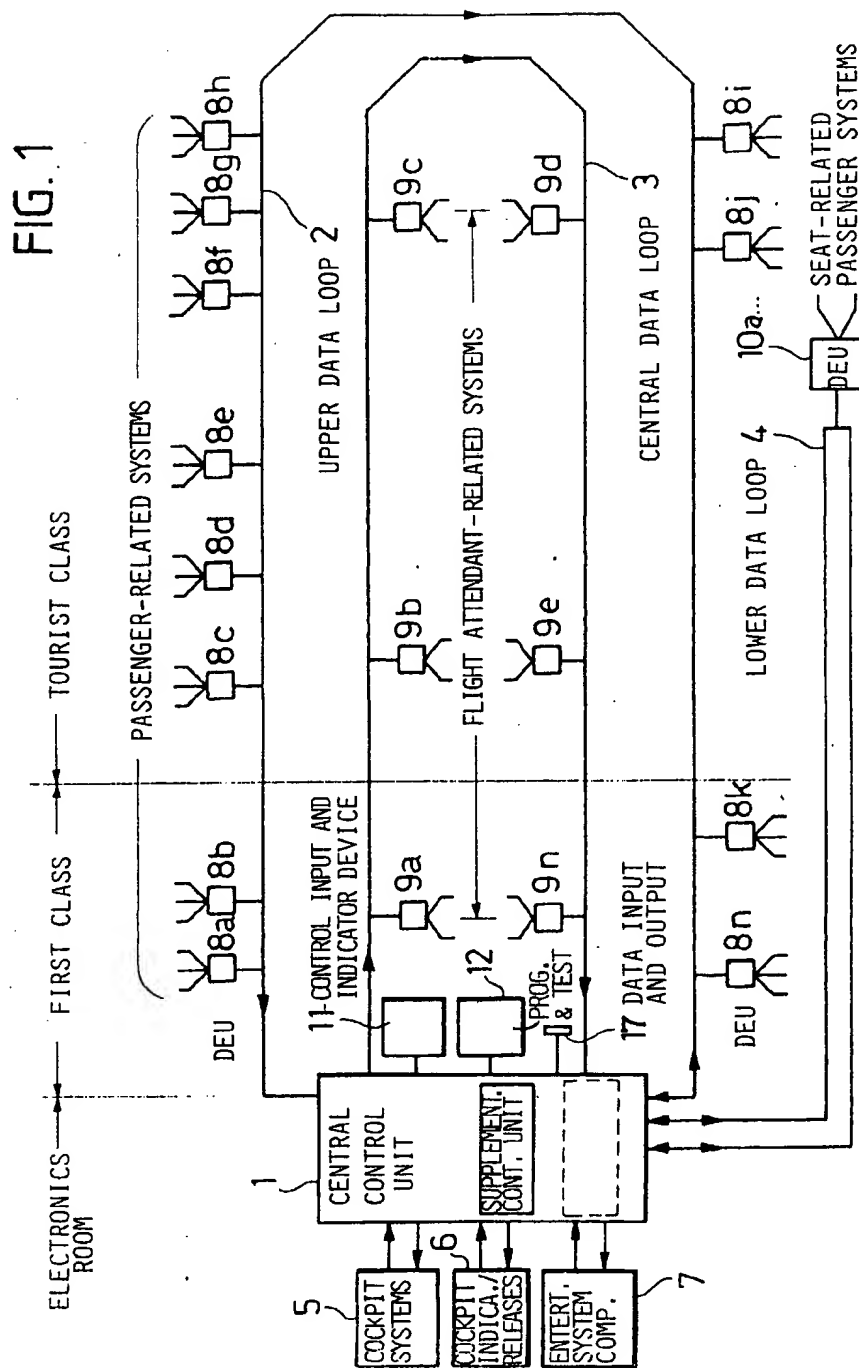 FIG. 1
ELECTRONICS
ROOM
FIRST CLASS
TOURIST CLASS
PASSENGER-RELATED SYSTEMS
8a
8b
8c
8d
8e
8f
8g
8h
DEU
UPPER DATA LOOP 2
1
CENTRAL
CONTROL
UNIT
SUPPLEMENT.
CONT. UNIT
5
COCKPIT
SYSTEMS
6
COCKPIT
INDICA./
RELEASES
ENTERT.
SYSTEM
COMP.
7
11-CONTROL INPUT AND
INDICATOR DEVICE
12
PROG.
& TEST
17 DATA INPUT
AND OUTPUT
9a
9b
9c
FLIGHT ATTENDANT-RELATED SYSTEMS
9n
9e
9d
3
CENTRAL DATA LOOP
DEU
8n
8k
8j
8i
LOWER DATA LOOP 4
10a...
DEU
SEAT-RELATED
PASSENGER SYSTEMS